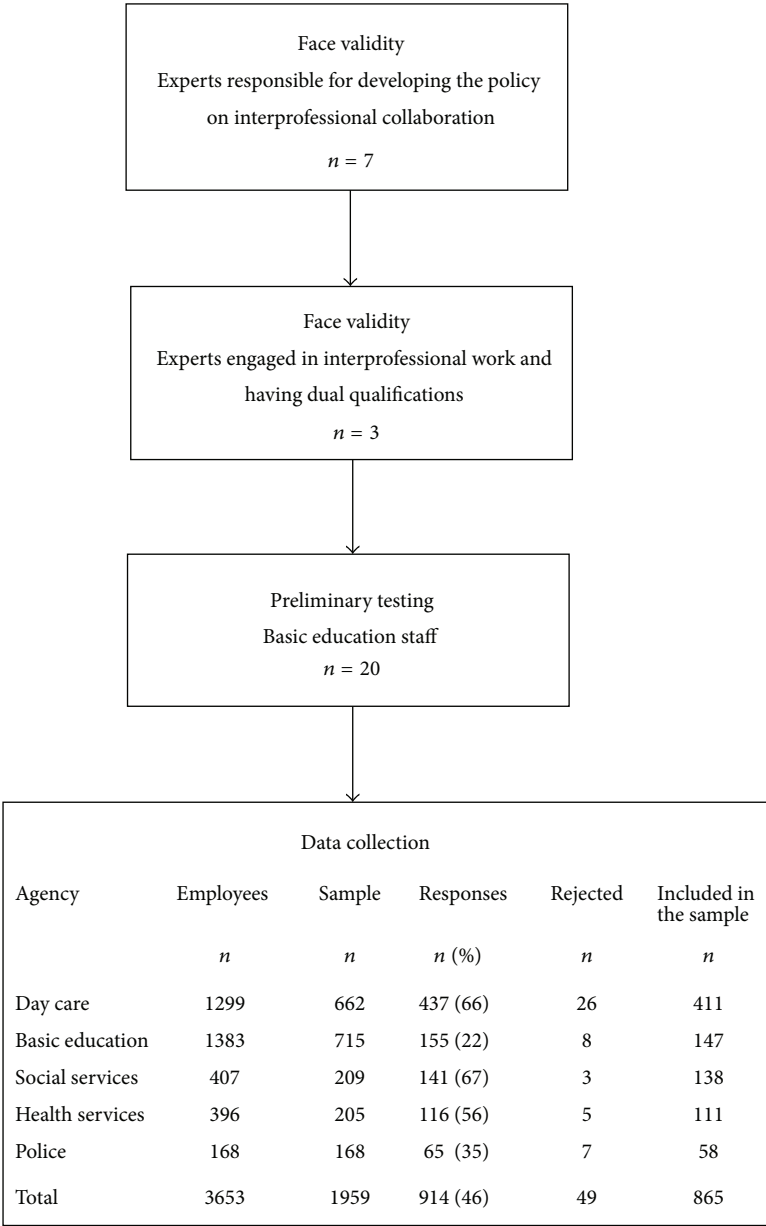 Face validity
Experts responsible for developing the policy
on interprofessional collaboration
n = 7
Face validity
Experts engaged in interprofessional work and
having dual qualifications
n = 3
Preliminary testing
Basic education staff
n = 20
Data collection
Agency Employees Sample Responses Rejected Included in
the sample
n n n (%) n n
Day care 1299 662 437 (66) 26 411
Basic education 1383 715 155 (22) 8 147
Social services 407 209 141 (67) 3 138
Health services 396 205 116 (56) 5 111
Police 168 168 65 (35) 7 58
Total 3653 1959 914 (46) 49 865